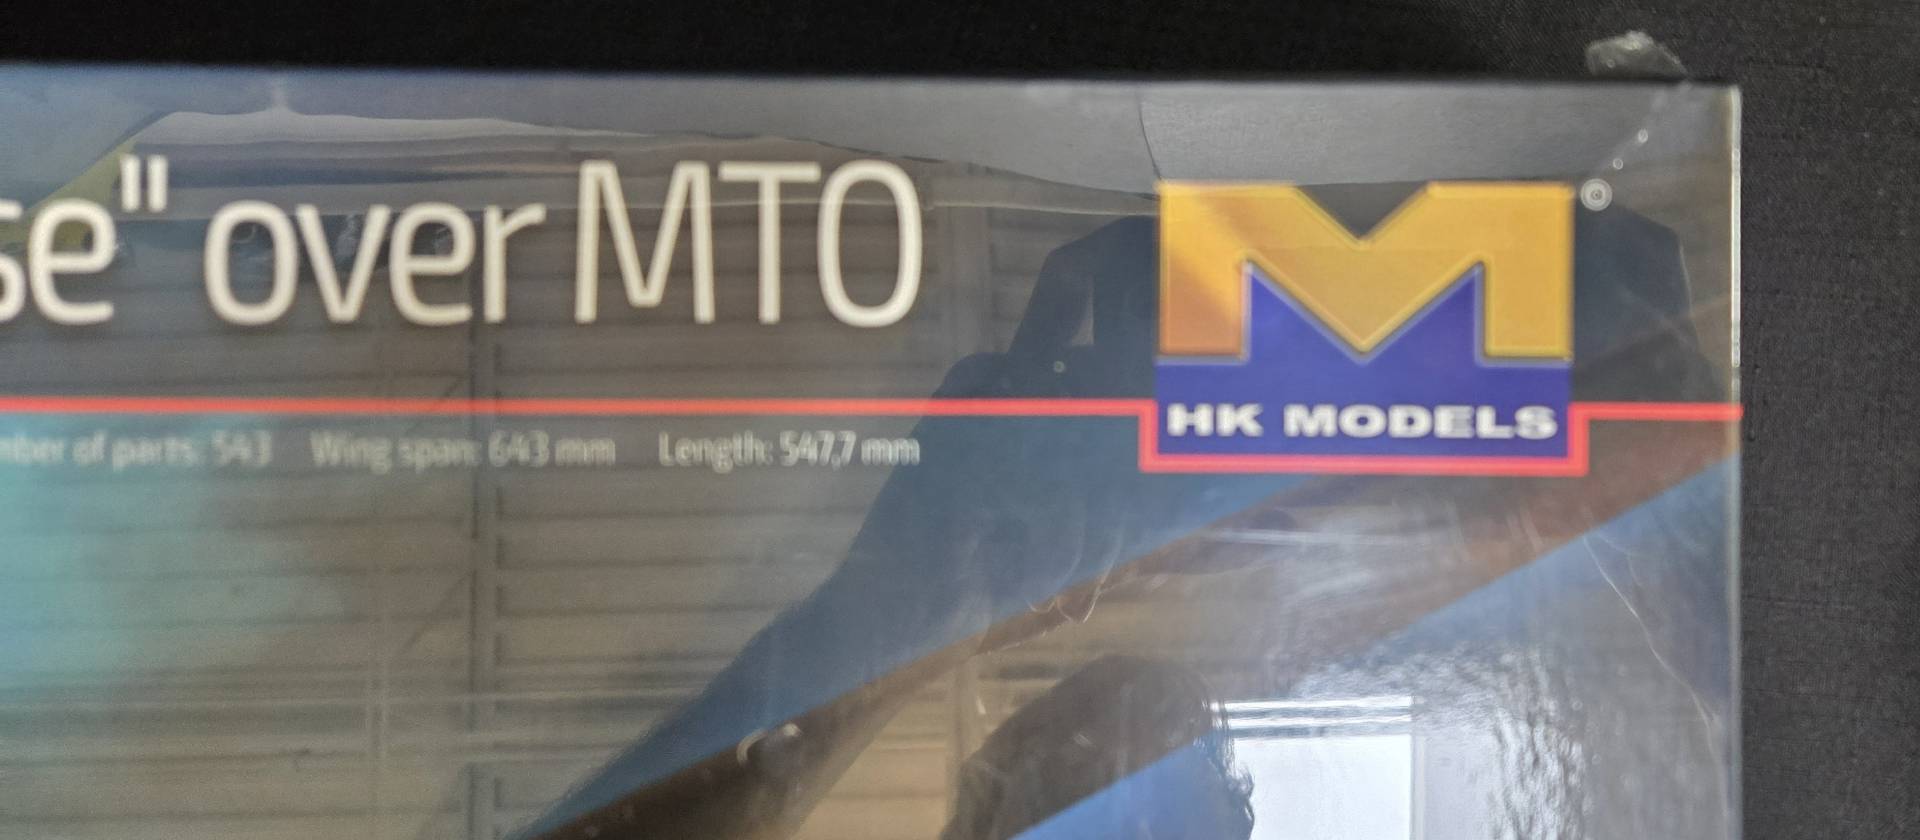 se" over MTO
HK MODELS
mber of parts: 543 Wing span: 643 mm Length: 547,7 mm